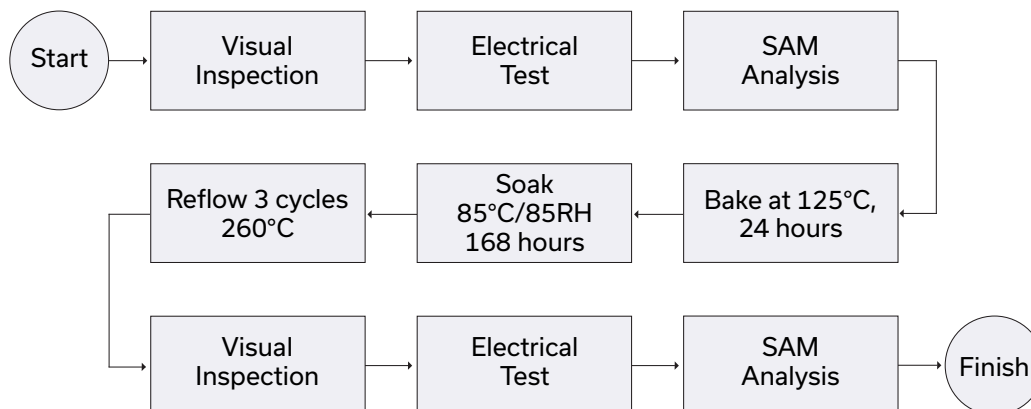 Start
Visual
Inspection
Electrical
Test
SAM
Analysis
Bake at 125°C,
24 hours
Soak
85°C/85RH
168 hours
Reflow 3 cycles
260°C
Visual
Inspection
Electrical
Test
SAM
Analysis
Finish